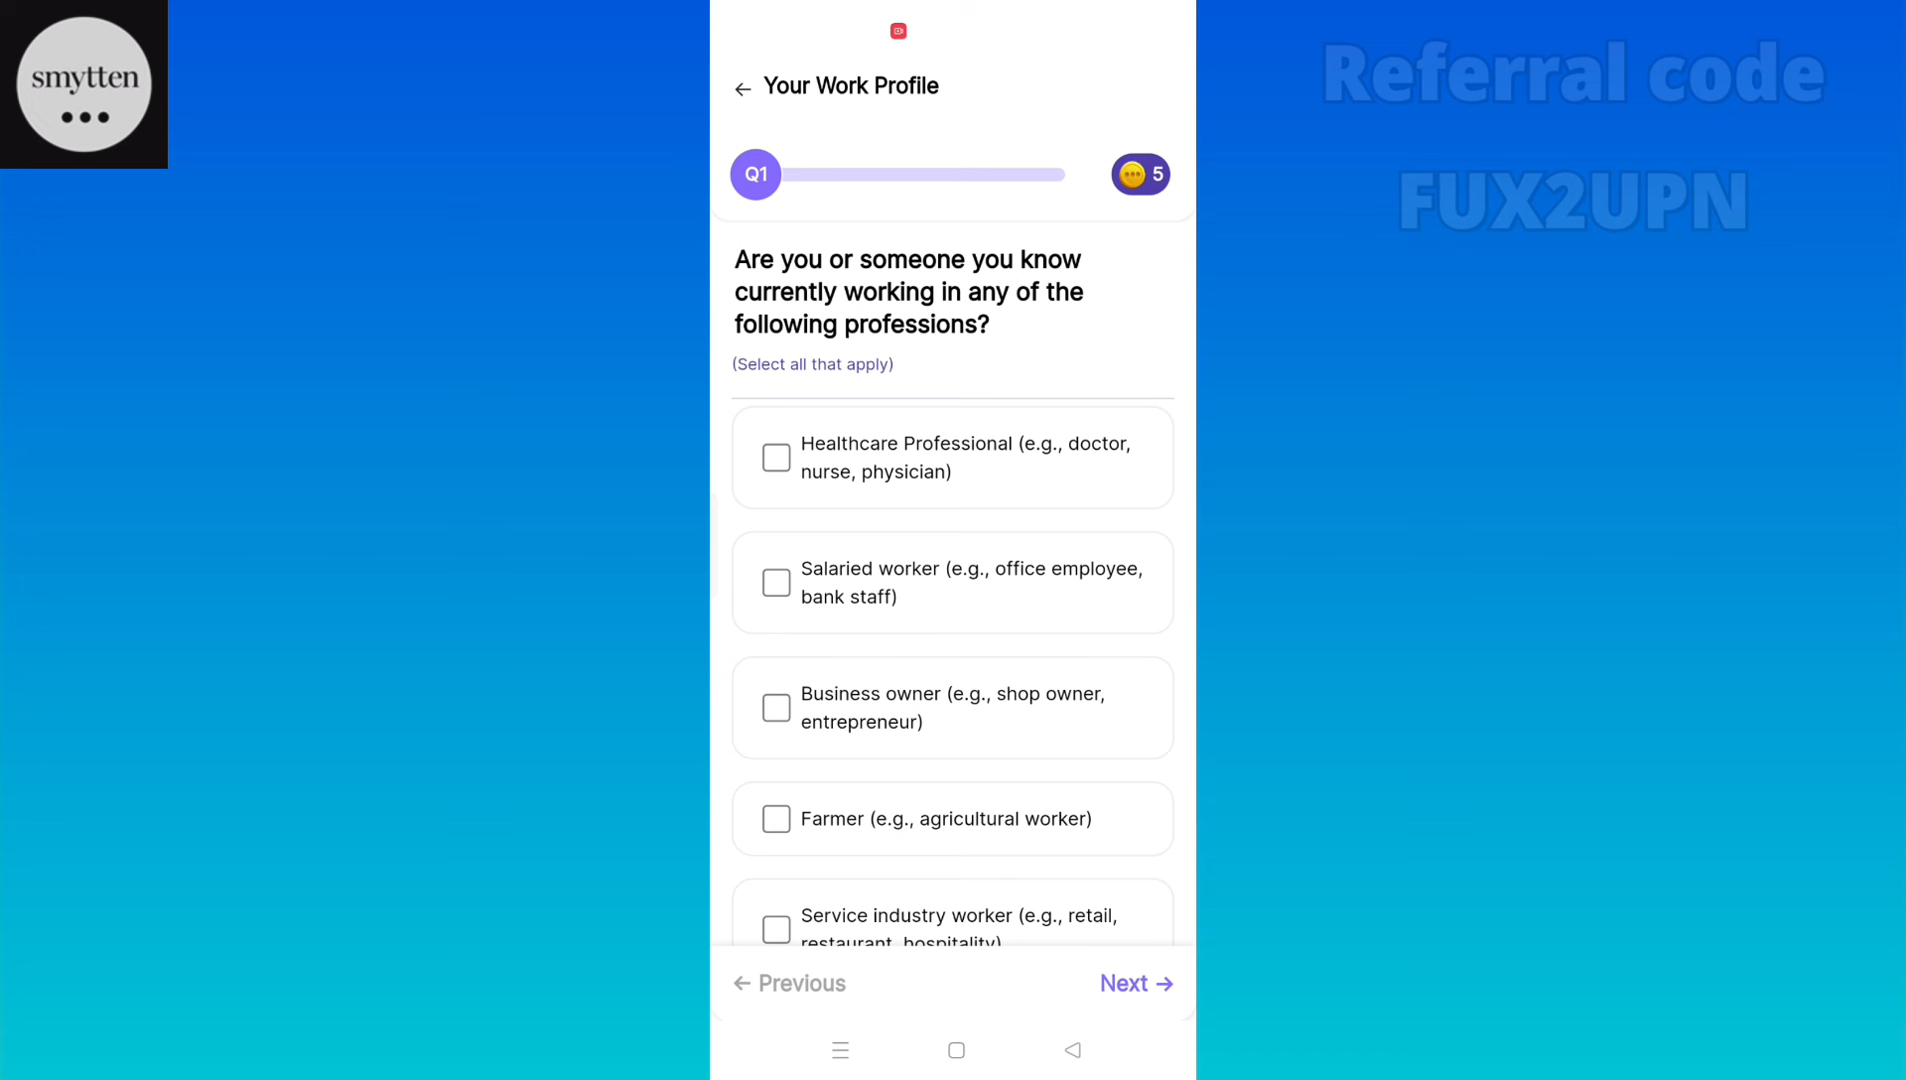 smytten
Referral code
FUX2UPN
Your Work Profile
Q1
5
Are you or someone you know
currently working in any of the
following professions?
(Select all that apply)
Healthcare Professional (e.g., doctor,
nurse, physician)
Salaried worker (e.g., office employee,
bank staff)
Business owner (e.g., shop owner,
entrepreneur)
Farmer (e.g., agricultural worker)
Service industry worker (e.g., retail,
restaurant, hospitality)
Previous
Next